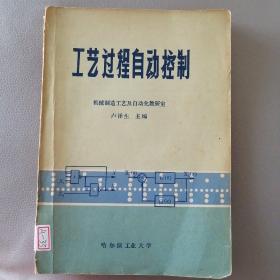 工艺过程自动控制
机械制造工艺及自动化教研室
卢泽生 主编
哈尔滨工业大学